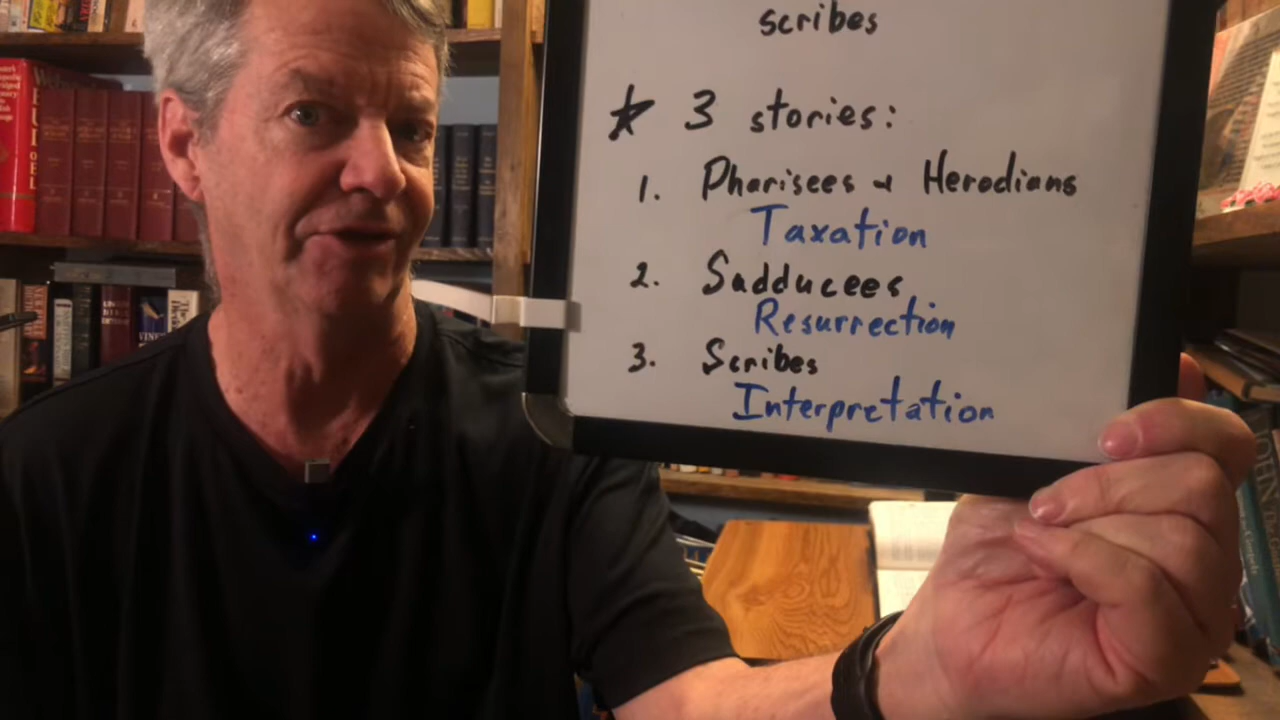 scribes
★ 3 stories:
1. Pharisees & Herodians
Taxation
2. Sadducees
Resurrection
3. Scribes
Interpretation